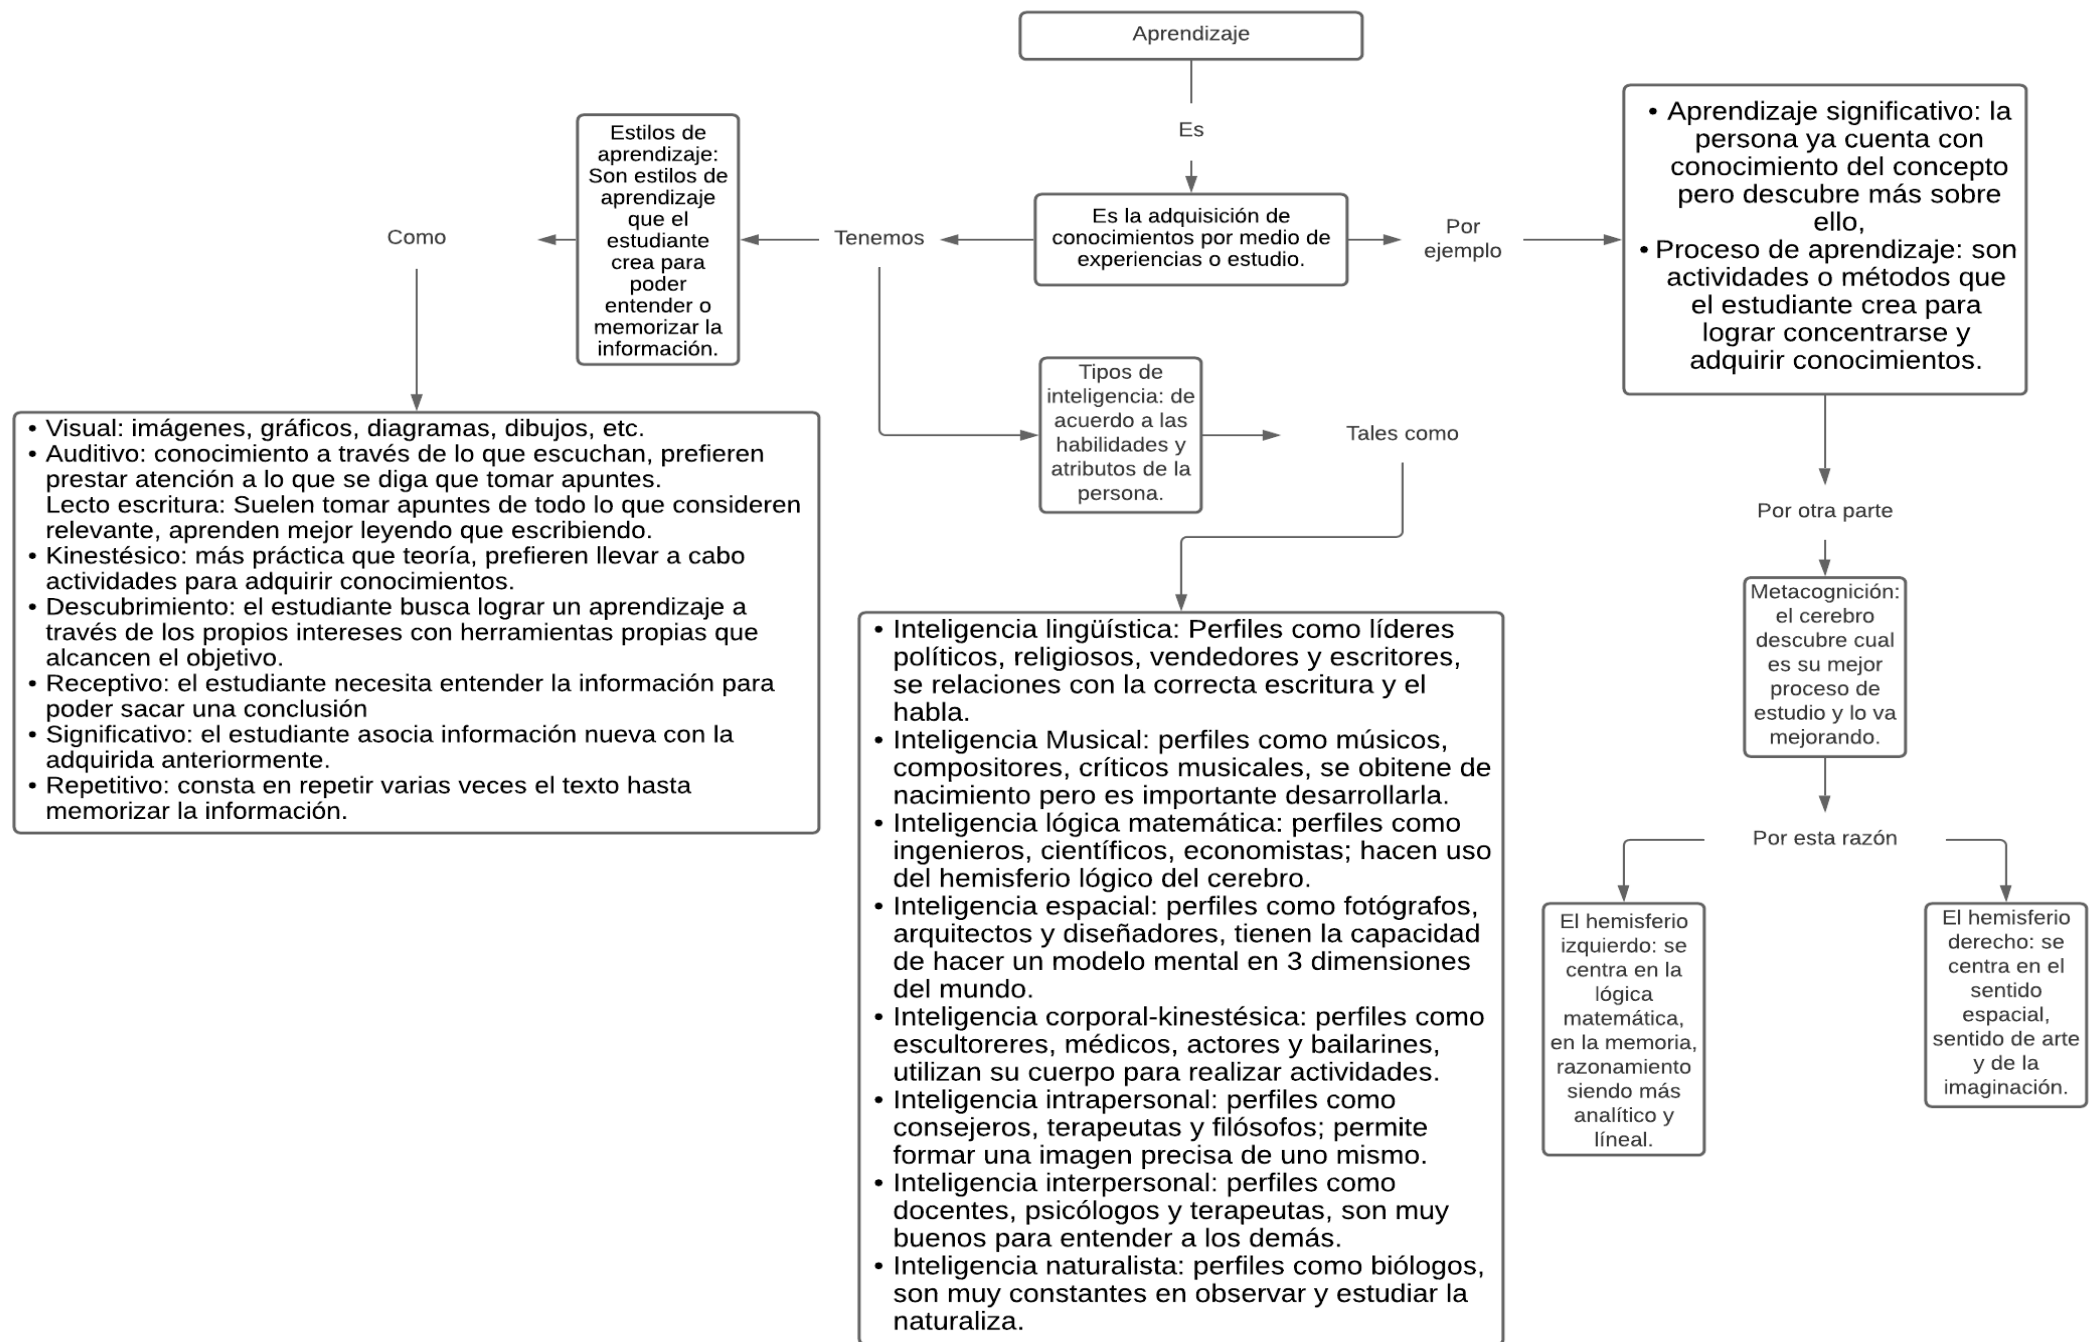 Aprendizaje
Es
Es la adquisición de
conocimientos por medio de
experiencias o estudio.
Tenemos
Estilos de
aprendizaje:
Son estilos de
aprendizaje
que el
estudiante
crea para
poder
entender o
memorizar la
información.
Como
• Visual: imágenes, gráficos, diagramas, dibujos, etc.
• Auditivo: conocimiento a través de lo que escuchan, prefieren
prestar atención a lo que se diga que tomar apuntes.
Lecto escritura: Suelen tomar apuntes de todo lo que consideren
relevante, aprenden mejor leyendo que escribiendo.
• Kinestésico: más práctica que teoría, prefieren llevar a cabo
actividades para adquirir conocimientos.
• Descubrimiento: el estudiante busca lograr un aprendizaje a
través de los propios intereses con herramientas propias que
alcancen el objetivo.
• Receptivo: el estudiante necesita entender la información para
poder sacar una conclusión
• Significativo: el estudiante asocia información nueva con la
adquirida anteriormente.
• Repetitivo: consta en repetir varias veces el texto hasta
memorizar la información.
Tipos de
inteligencia: de
acuerdo a las
habilidades y
atributos de la
persona.
Tales como
• Inteligencia lingüística: Perfiles como líderes
políticos, religiosos, vendedores y escritores,
se relaciones con la correcta escritura y el
habla.
• Inteligencia Musical: perfiles como músicos,
compositores, críticos musicales, se obitene de
nacimiento pero es importante desarrollarla.
• Inteligencia lógica matemática: perfiles como
ingenieros, científicos, economistas; hacen uso
del hemisferio lógico del cerebro.
• Inteligencia espacial: perfiles como fotógrafos,
arquitectos y diseñadores, tienen la capacidad
de hacer un modelo mental en 3 dimensiones
del mundo.
• Inteligencia corporal-kinestésica: perfiles como
escultoreres, médicos, actores y bailarines,
utilizan su cuerpo para realizar actividades.
• Inteligencia intrapersonal: perfiles como
consejeros, terapeutas y filósofos; permite
formar una imagen precisa de uno mismo.
• Inteligencia interpersonal: perfiles como
docentes, psicólogos y terapeutas, son muy
buenos para entender a los demás.
• Inteligencia naturalista: perfiles como biólogos,
son muy constantes en observar y estudiar la
naturaliza.
Por
ejemplo
• Aprendizaje significativo: la
persona ya cuenta con
conocimiento del concepto
pero descubre más sobre
ello,
• Proceso de aprendizaje: son
actividades o métodos que
el estudiante crea para
lograr concentrarse y
adquirir conocimientos.
Por otra parte
Metacognición:
el cerebro
descubre cual
es su mejor
proceso de
estudio y lo va
mejorando.
Por esta razón
El hemisferio
izquierdo: se
centra en la
lógica
matemática,
en la memoria,
razonamiento
siendo más
analítico y
líneal.
El hemisferio
derecho: se
centra en el
sentido
espacial,
sentido de arte
y de la
imaginación.